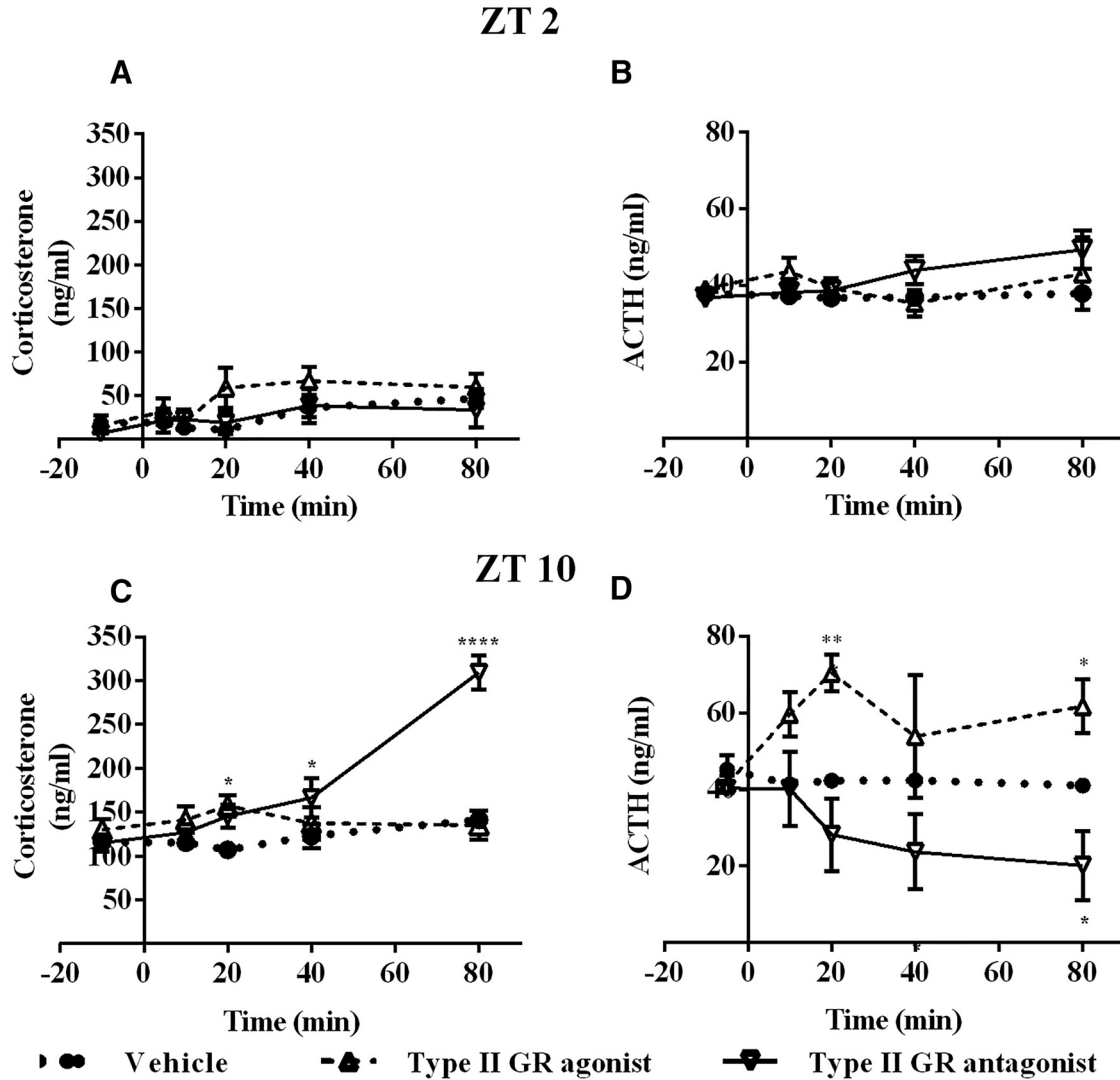 ZT 2
A
Corticosterone
(ng/ml)
350
300
250
200
150
100
50
-20 0 20 40 60 80
Time (min)
B
ACTH (ng/ml)
80
60
40
20
-20 0 20 40 60 80
Time (min)
ZT 10
C
Corticosterone
(ng/ml)
350
300
250
200
150
100
50
* * ****
-20 0 20 40 60 80
Time (min)
D
ACTH (ng/ml)
80
60
40
20
** *
* *
-20 0 20 40 60 80
Time (min)
Vehicle Type II GR agonist Type II GR antagonist